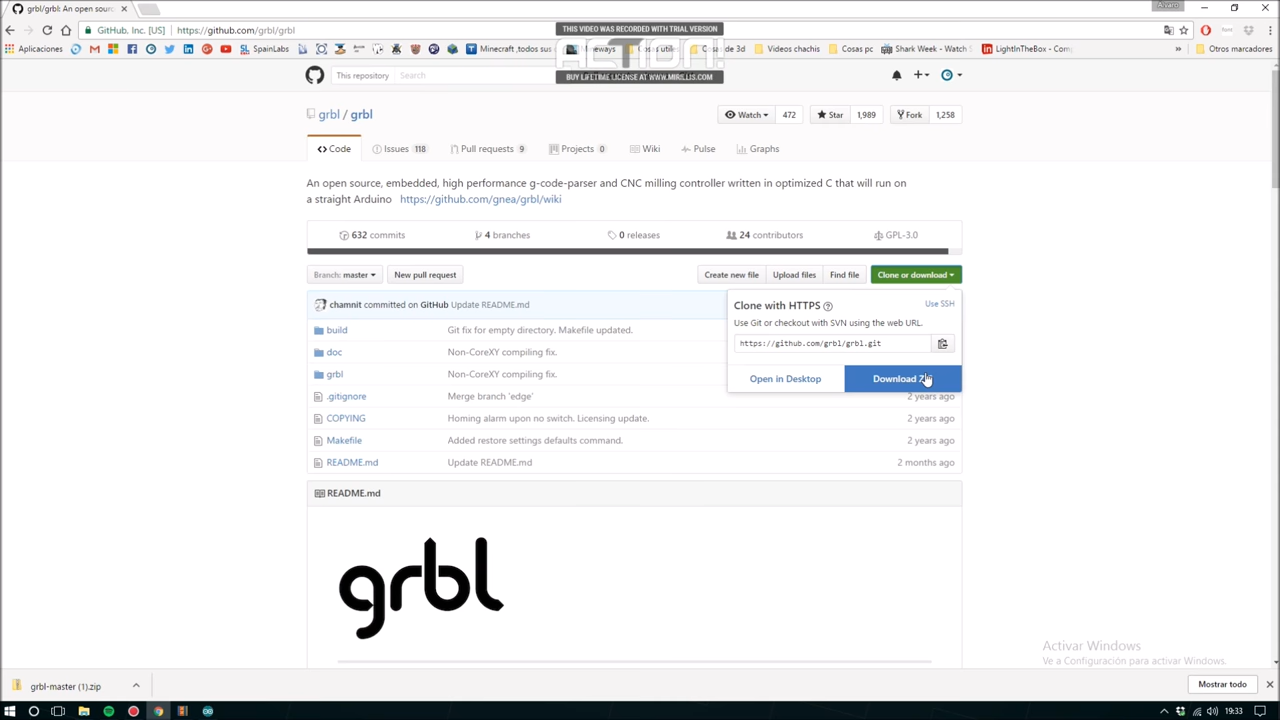 grbl/grbl: An open sourc
Alvaro
GitHub, Inc. [US]
https://github.com/grbl/grbl
THIS VIDEO WAS RECORDED WITH TRIAL VERSION
BUY LIFETIME LICENSE AT WWW.MIRILLIS.COM
Aplicaciones
SpainLabs
Minecraft ,todos su
Videos chachis
Cosas pc
Shark Week - Watch S
LightInTheBox - Comp
Otros marcadores
This repository
Search
grbl / grbl
Watch 472
Star 1,989
Fork 1,258
Code
Issues 118
Pull requests 9
Projects 0
Wiki
Pulse
Graphs
An open source, embedded, high performance g-code-parser and CNC milling controller written in optimized C that will run on
a straight Arduino https://github.com/gnea/grbl/wiki
632 commits
4 branches
0 releases
24 contributors
GPL-3.0
Branch: master
New pull request
Create new file
Upload files
Find file
Clone or download
chamnit committed on GitHub Update README.md
Clone with HTTPS
Use SSH
Use Git or checkout with SVN using the web URL.
https://github.com/grbl/grbl.git
Open in Desktop
Download
build Git fix for empty directory. Makefile updated.
doc Non-CoreXY compiling fix.
grbl Non-CoreXY compiling fix.
.gitignore Merge branch 'edge' 2 years ago
COPYING Homing alarm upon no switch. Licensing update. 2 years ago
Makefile Added restore settings defaults command. 2 years ago
README.md Update README.md 2 months ago
README.md
grbl
Activar Windows
Ve a Configuración para activar Windows.
grbl-master (1).zip
Mostrar todo
19:33